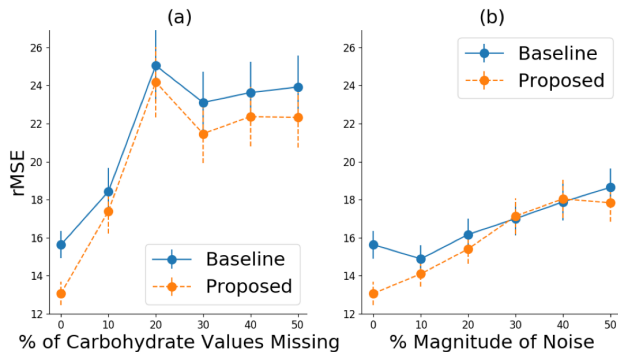 (a)
(b)
rMSE
26
24
22
20
18
16
14
12
0 10 20 30 40 50
% of Carbohydrate Values Missing
Baseline
Proposed
26
24
22
20
18
16
14
12
0 10 20 30 40 50
% Magnitude of Noise
Baseline
Proposed